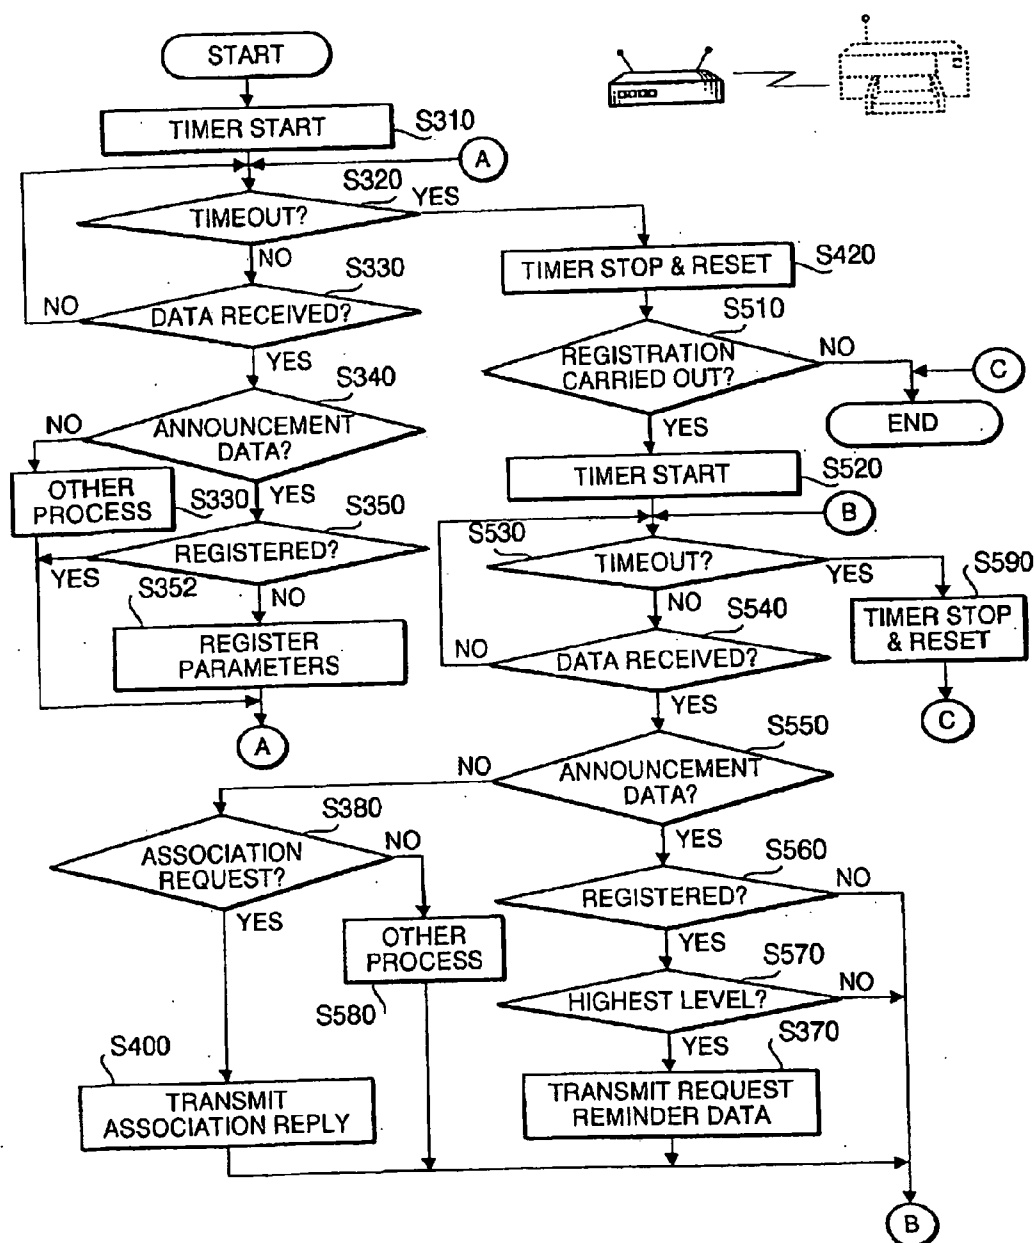 START
TIMER START
S310
A
S320
TIMEOUT?
YES
NO
S330
DATA RECEIVED?
NO
YES
S340
ANNOUNCEMENT
DATA?
NO
YES
OTHER
PROCESS
S330
S350
REGISTERED?
YES
NO
S352
REGISTER
PARAMETERS
A
TIMER STOP & RESET
S420
S510
REGISTRATION
CARRIED OUT?
NO
C
END
YES
TIMER START
S520
B
S530
TIMEOUT?
YES
S590
TIMER STOP
& RESET
C
NO
S540
DATA RECEIVED?
NO
YES
S550
ANNOUNCEMENT
DATA?
NO
YES
S380
ASSOCIATION
REQUEST?
NO
YES
OTHER
PROCESS
S580
S560
REGISTERED?
NO
YES
S570
HIGHEST LEVEL?
NO
YES
S370
TRANSMIT REQUEST
REMINDER DATA
S400
TRANSMIT
ASSOCIATION REPLY
B